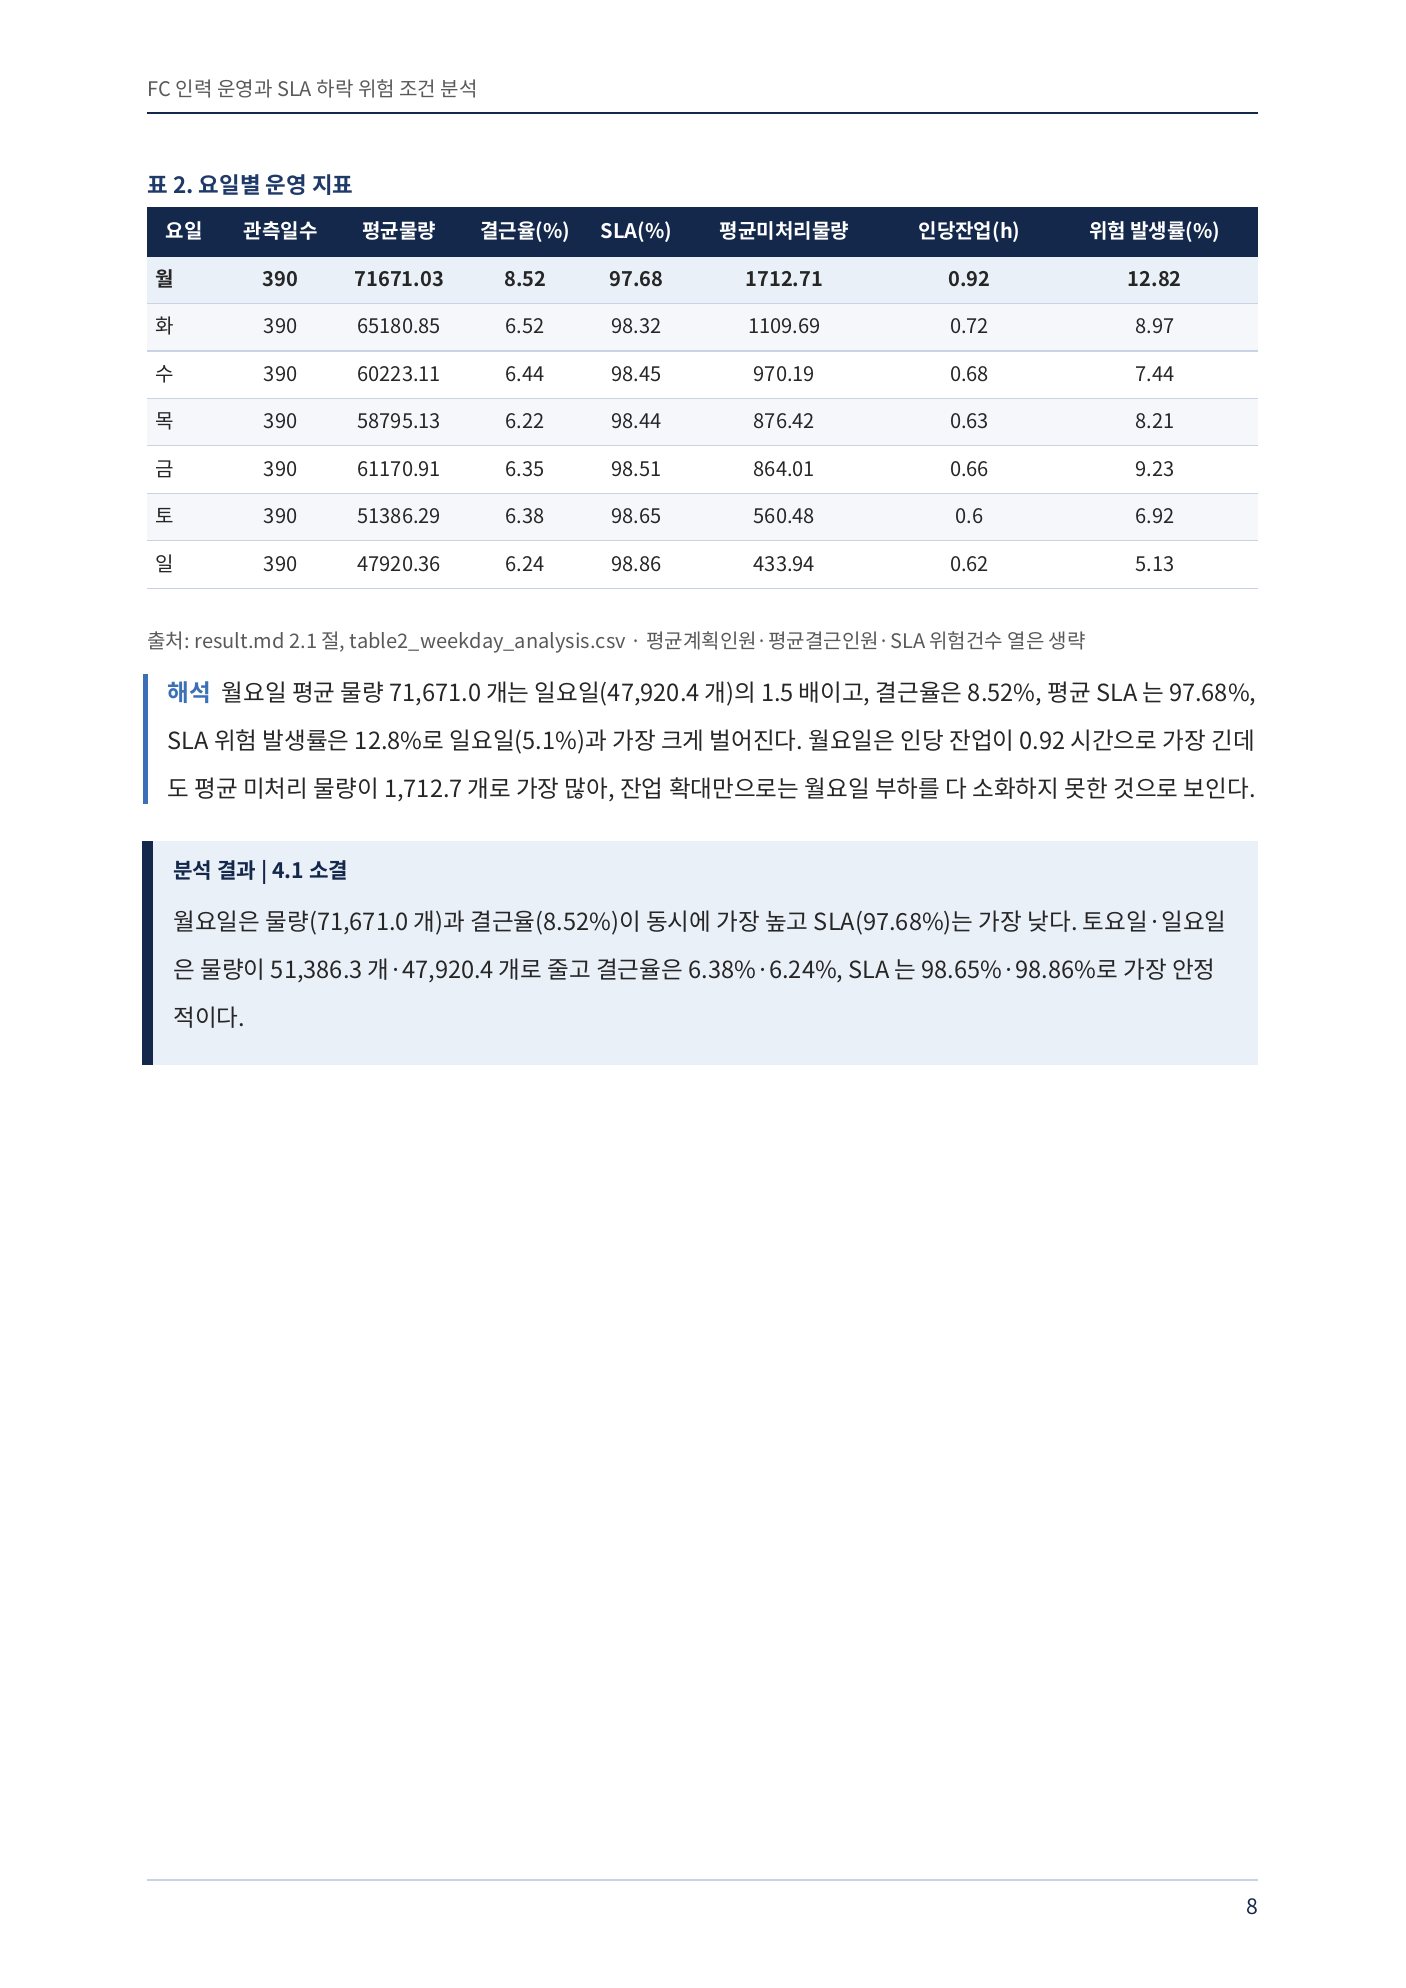 FC 인력 운영과 SLA 하락 위험 조건 분석
표 2. 요일별 운영 지표
요일 관측일수 평균물량 결근율(%) SLA(%) 평균미처리물량 인당잔업(h) 위험 발생률(%)
월 390 71671.03 8.52 97.68 1712.71 0.92 12.82
화 390 65180.85 6.52 98.32 1109.69 0.72 8.97
수 390 60223.11 6.44 98.45 970.19 0.68 7.44
목 390 58795.13 6.22 98.44 876.42 0.63 8.21
금 390 61170.91 6.35 98.51 864.01 0.66 9.23
토 390 51386.29 6.38 98.65 560.48 0.6 6.92
일 390 47920.36 6.24 98.86 433.94 0.62 5.13
출처: result.md 2.1 절, table2_weekday_analysis.csv · 평균계획인원·평균결근인원·SLA 위험건수 열은 생략
해석 월요일 평균 물량 71,671.0 개는 일요일(47,920.4 개)의 1.5 배이고, 결근율은 8.52%, 평균 SLA 는 97.68%,
SLA 위험 발생률은 12.8%로 일요일(5.1%)과 가장 크게 벌어진다. 월요일은 인당 잔업이 0.92 시간으로 가장 긴데
도 평균 미처리 물량이 1,712.7 개로 가장 많아, 잔업 확대만으로는 월요일 부하를 다 소화하지 못한 것으로 보인다.
분석 결과 | 4.1 소결
월요일은 물량(71,671.0 개)과 결근율(8.52%)이 동시에 가장 높고 SLA(97.68%)는 가장 낮다. 토요일·일요일
은 물량이 51,386.3 개·47,920.4 개로 줄고 결근율은 6.38%·6.24%, SLA 는 98.65%·98.86%로 가장 안정
적이다.
8